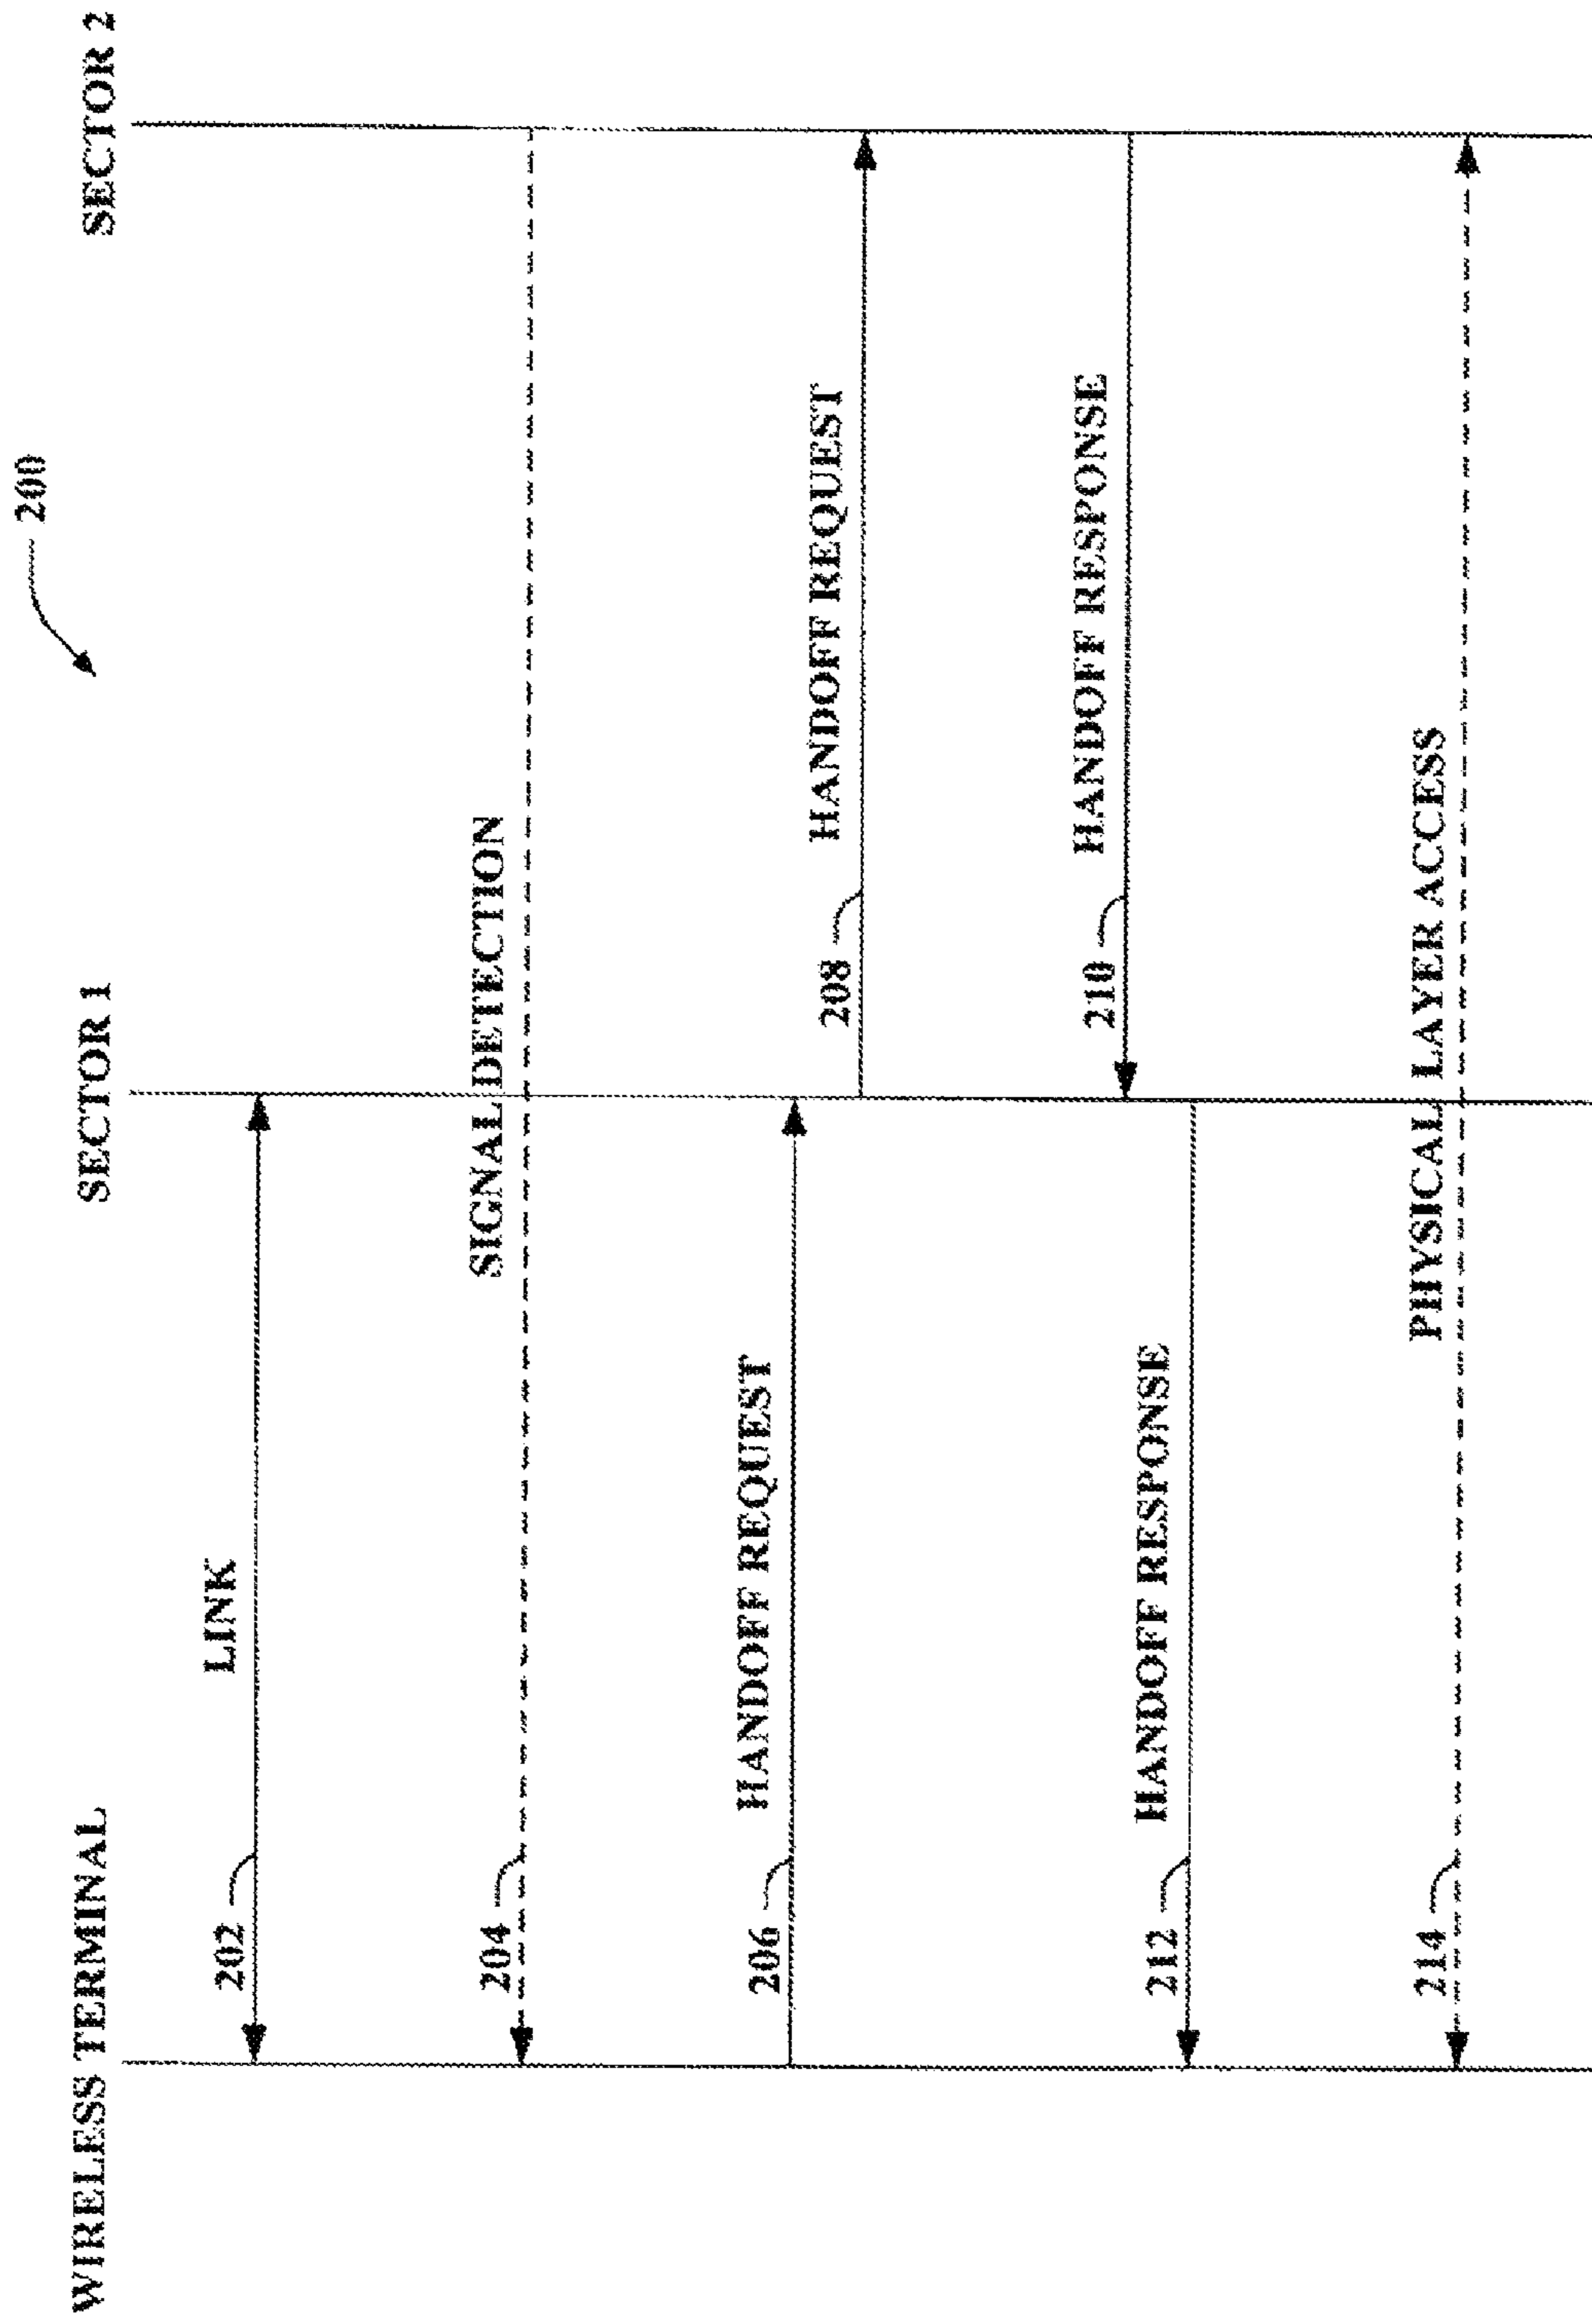 200
WIRELESS TERMINAL
SECTOR 1
SECTOR 2
202
LINK
204
SIGNAL DETECTION
206
HANDOFF REQUEST
208
HANDOFF REQUEST
210
HANDOFF RESPONSE
212
HANDOFF RESPONSE
214
PHYSICAL LAYER ACCESS